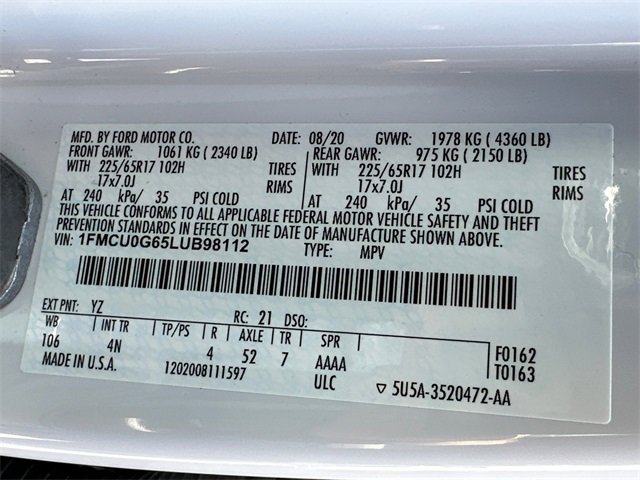 MFD. BY FORD MOTOR CO. DATE: 08/20 GVWR: 1978 KG ( 4360 LB)
FRONT GAWR: 1061 KG ( 2340 LB) REAR GAWR: 975 KG ( 2150 LB)
WITH 225/65R17 102H TIRES WITH 225/65R17 102H TIRES
17x7.0J RIMS 17x7.0J RIMS
AT 240 kPa/ 35 PSI COLD AT 240 kPa/ 35 PSI COLD
THIS VEHICLE CONFORMS TO ALL APPLICABLE FEDERAL MOTOR VEHICLE SAFETY AND THEFT
PREVENTION STANDARDS IN EFFECT ON THE DATE OF MANUFACTURE SHOWN ABOVE.
VIN: 1FMCU0G65LUB98112 TYPE: MPV
EXT PNT: YZ RC: 21 DSO:
WB INT TR TP/PS R AXLE TR SPR
106 4N 4 52 7 AAAA F0162
MADE IN U.S.A. 1202008111597 ULC T0163
5U5A-3520472-AA